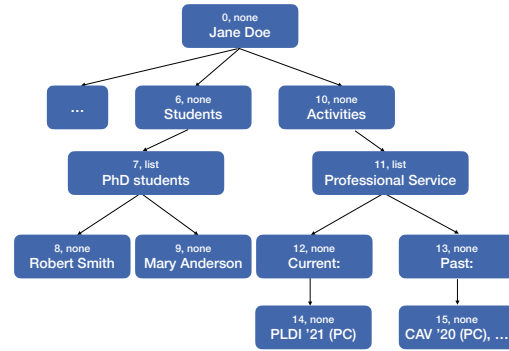 0, none
Jane Doe
...
6, none
Students
10, none
Activities
7, list
PhD students
11, list
Professional Service
8, none
Robert Smith
9, none
Mary Anderson
12, none
Current:
13, none
Past:
14, none
PLDI '21 (PC)
15, none
CAV '20 (PC), ...